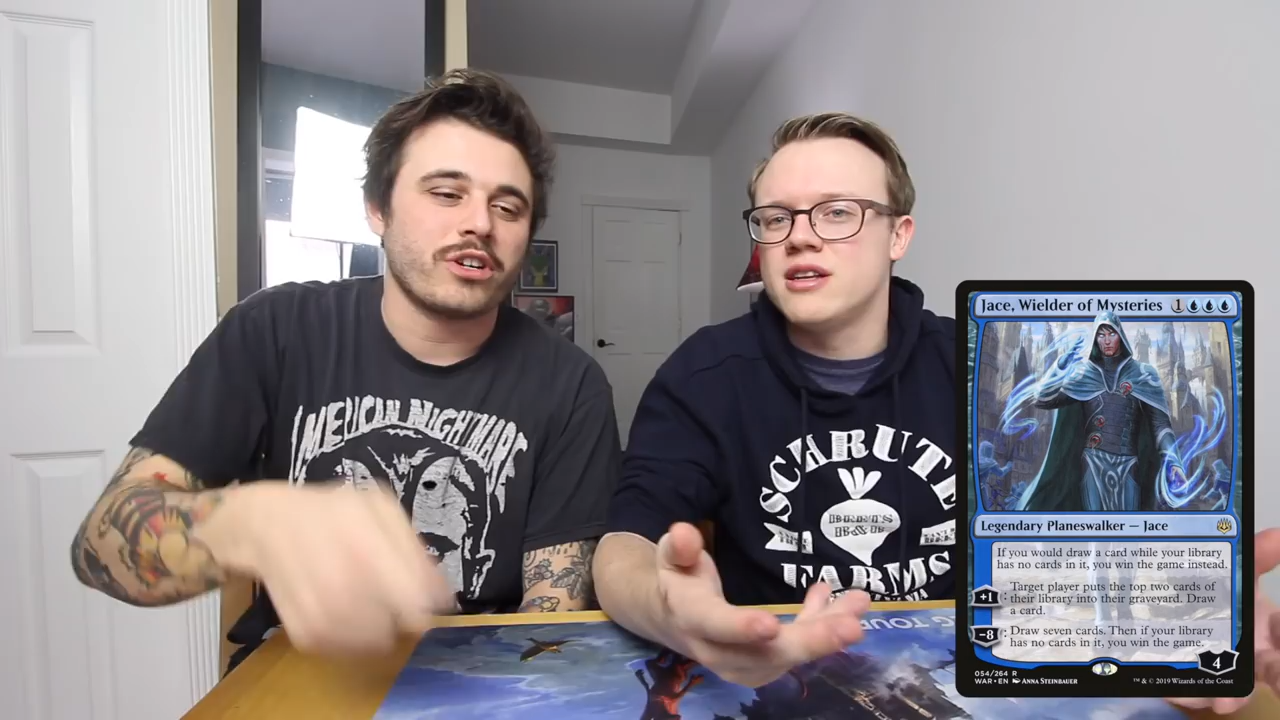 AMERICAN NIGHTMARE
SCHRUTE
BEETS
B&B
FARMS
G TOUR
Jace, Wielder of Mysteries 1
Legendary Planeswalker — Jace
If you would draw a card while your library
has no cards in it, you win the game instead.
+1: Target player puts the top two cards of
their library into their graveyard. Draw
a card.
−8: Draw seven cards. Then if your library
has no cards in it, you win the game.
4
054/264 R
WAR • EN Anna Steinbauer
™ & © 2019 Wizards of the Coast